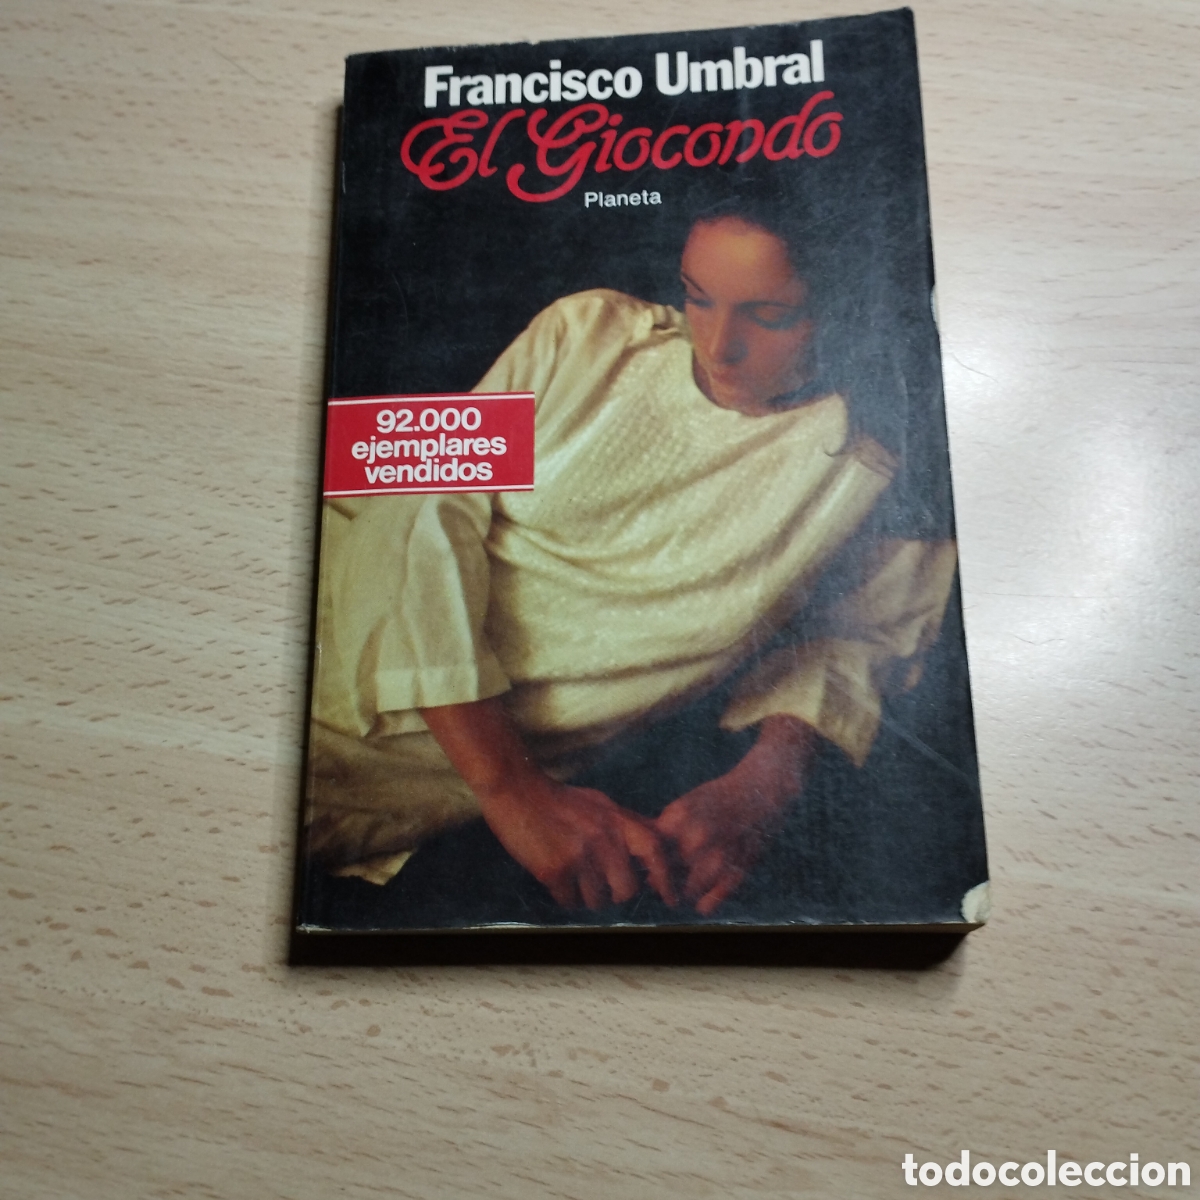 Francisco Umbral
El Giocondo
Planeta
92.000
ejemplares
vendidos
todocoleccion